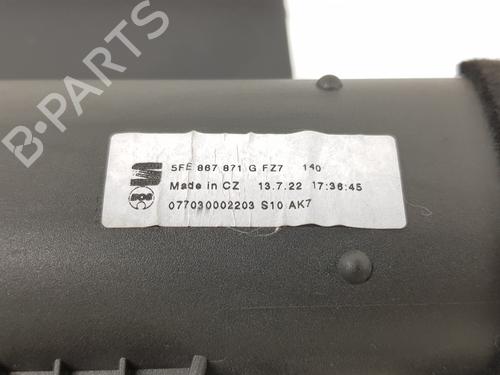 B-PARTS
5FE 867 871 G FZ7 140
Made in CZ 13.7.22 17:36:45
077030002203 S10 AK7